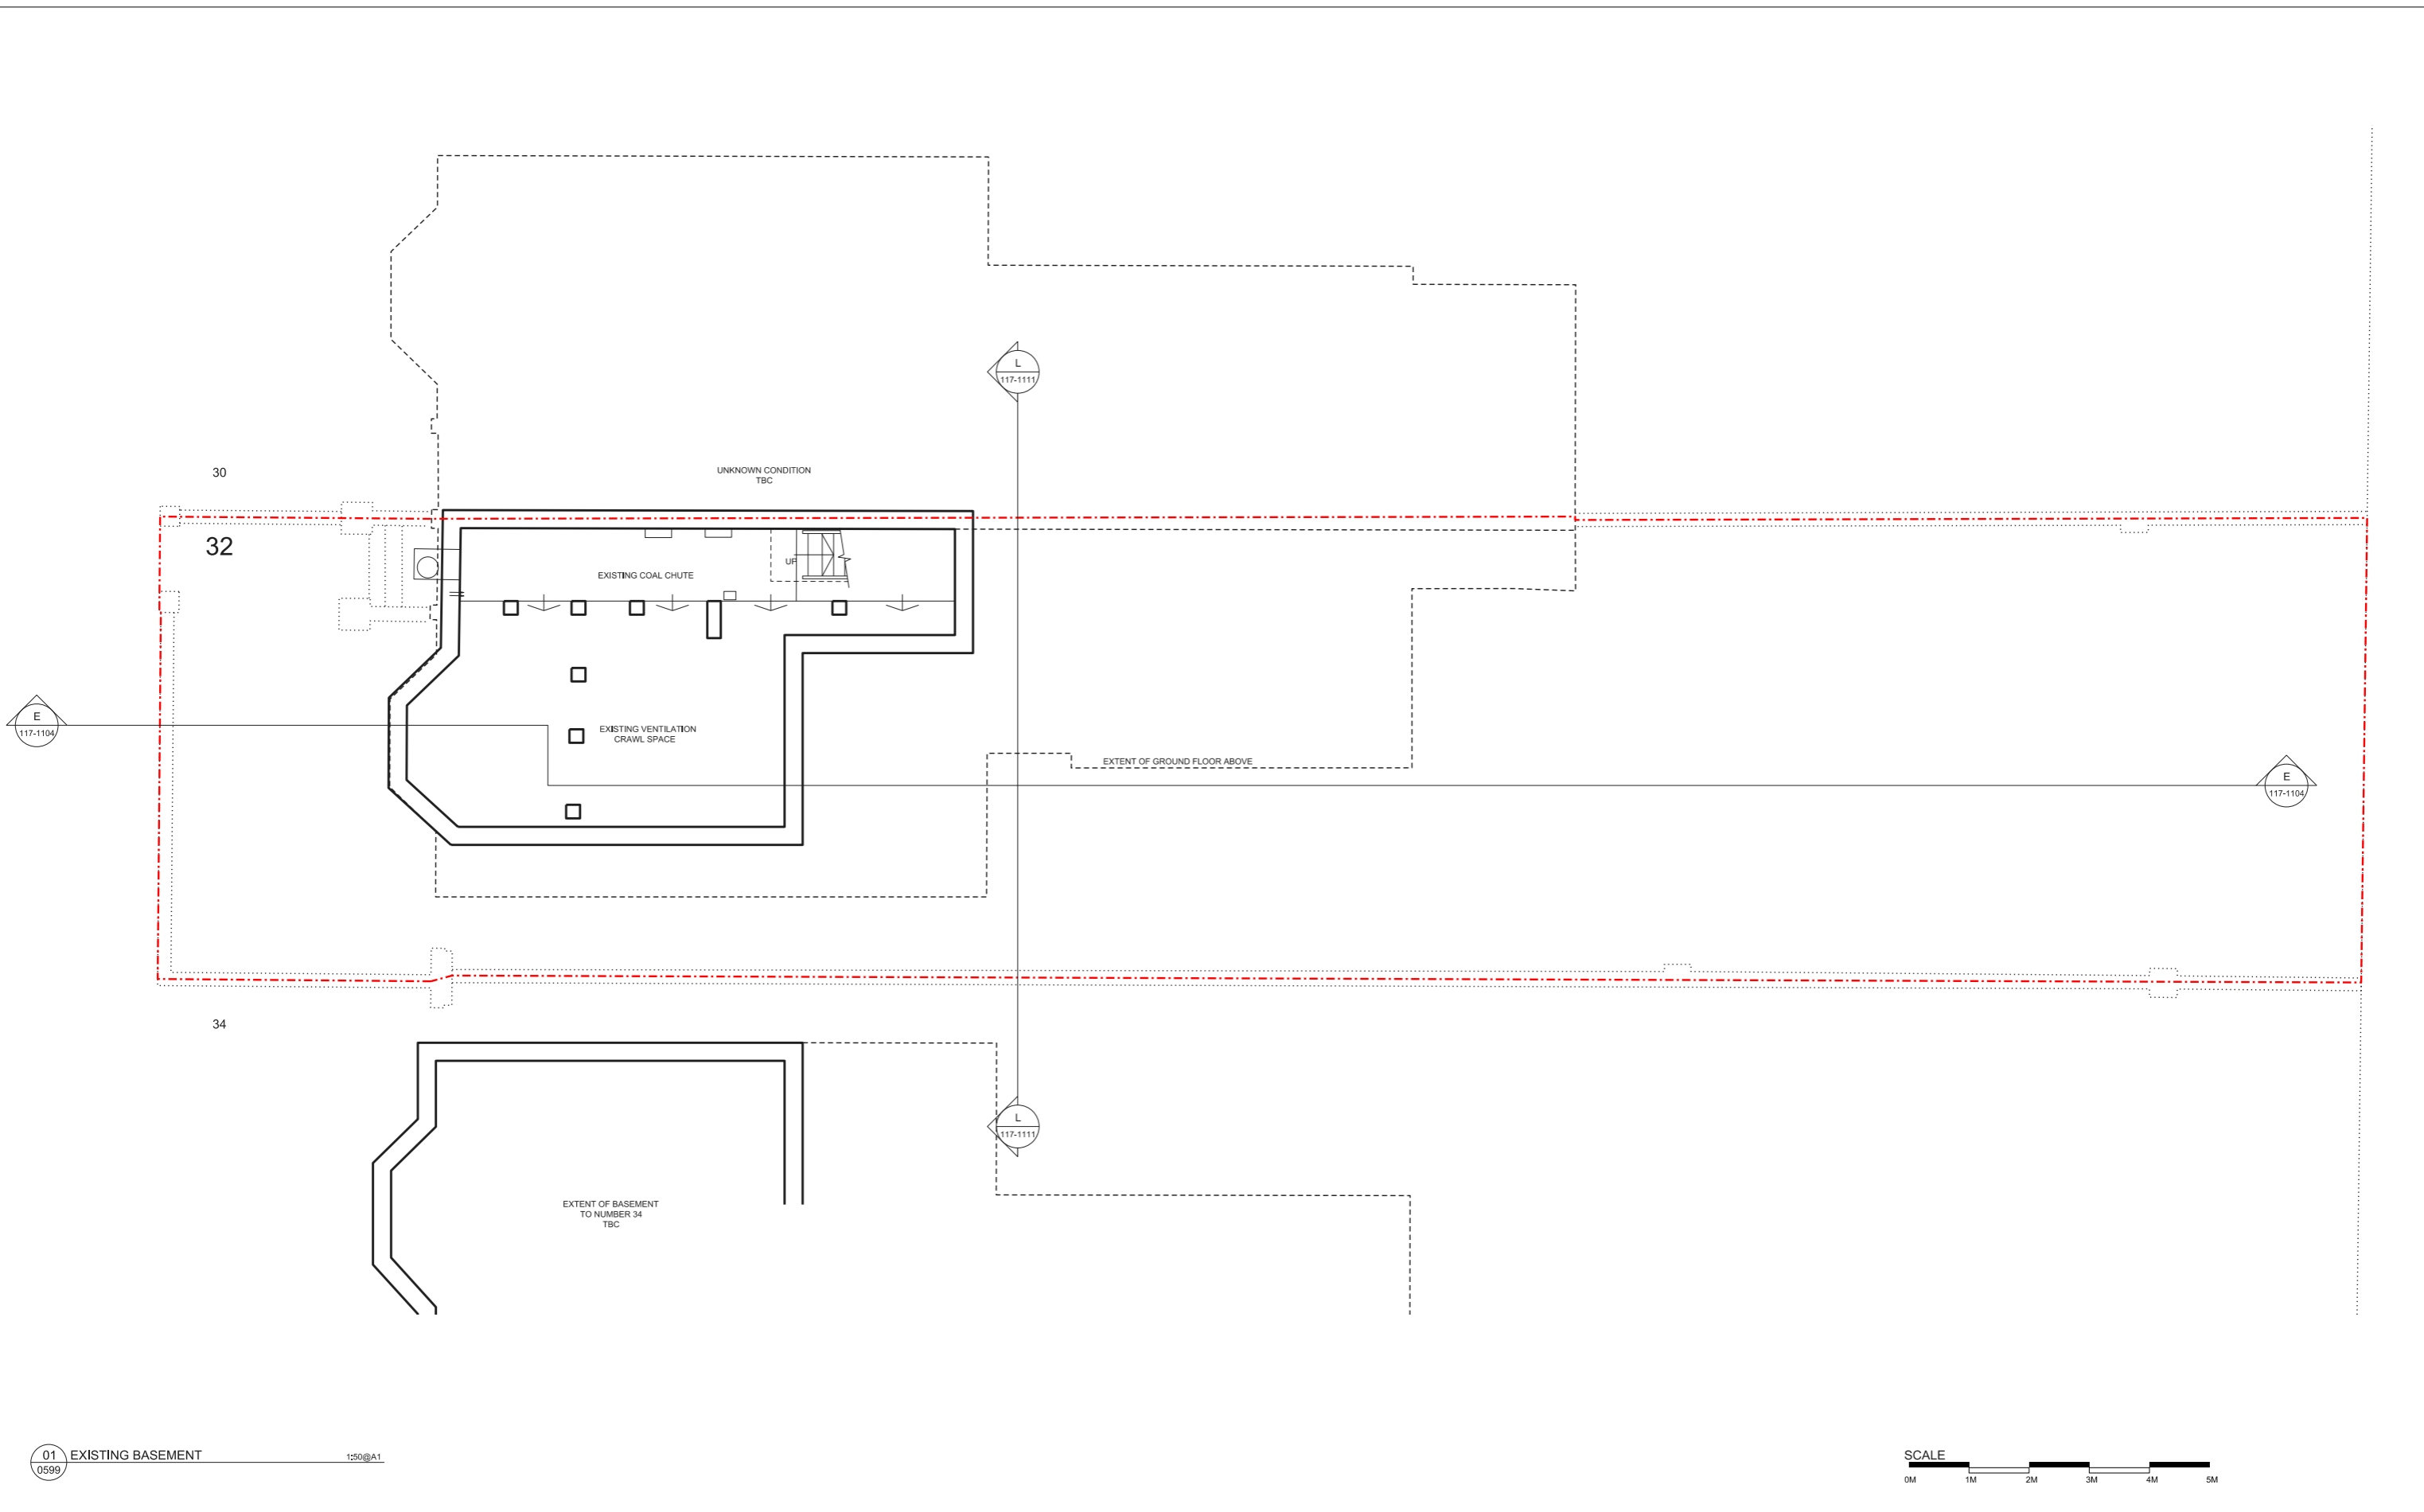 L
117-1111
30
UNKNOWN CONDITION
TBC
32
UP
EXISTING COAL CHUTE
E
117-1104
EXISTING VENTILATION
CRAWL SPACE
EXTENT OF GROUND FLOOR ABOVE
E
117-1104
34
L
117-1111
EXTENT OF BASEMENT
TO NUMBER 34
TBC
01
0599
EXISTING BASEMENT
1:50@A1
SCALE
0M 1M 2M 3M 4M 5M